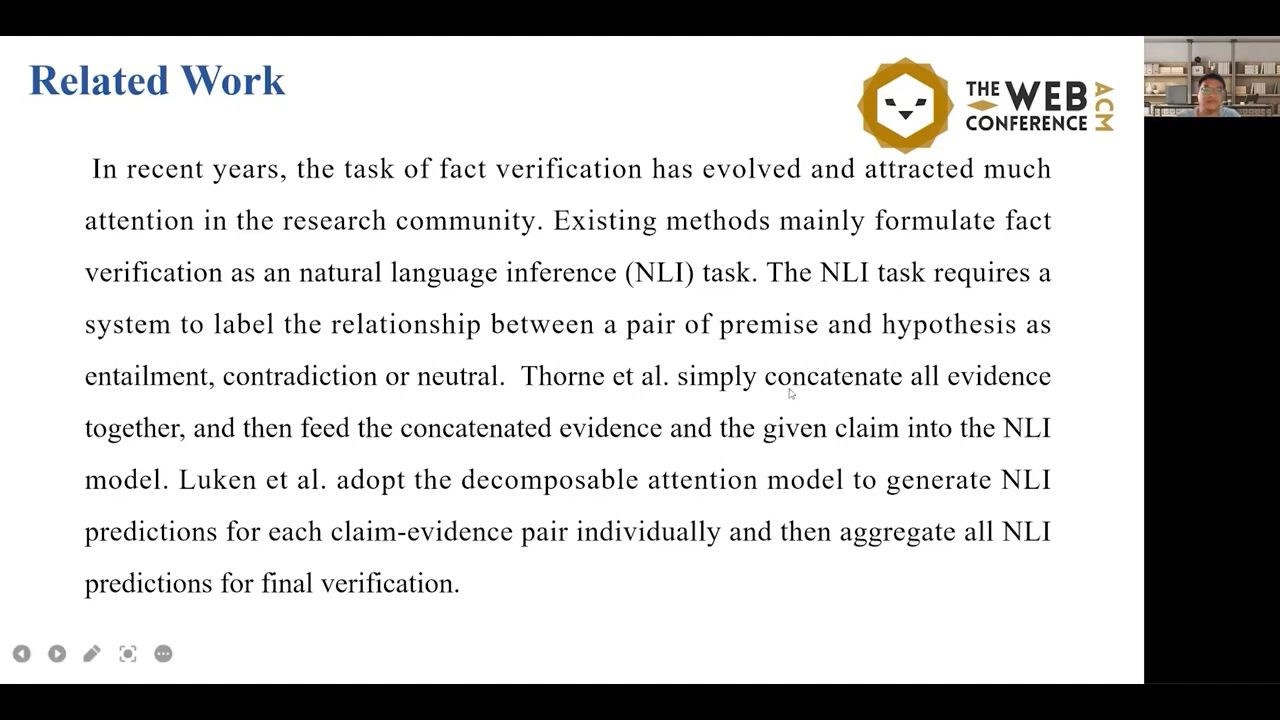 Related Work
THE WEB
CONFERENCE
ACM
In recent years, the task of fact verification has evolved and attracted much
attention in the research community. Existing methods mainly formulate fact
verification as an natural language inference (NLI) task. The NLI task requires a
system to label the relationship between a pair of premise and hypothesis as
entailment, contradiction or neutral. Thorne et al. simply concatenate all evidence
together, and then feed the concatenated evidence and the given claim into the NLI
model. Luken et al. adopt the decomposable attention model to generate NLI
predictions for each claim-evidence pair individually and then aggregate all NLI
predictions for final verification.